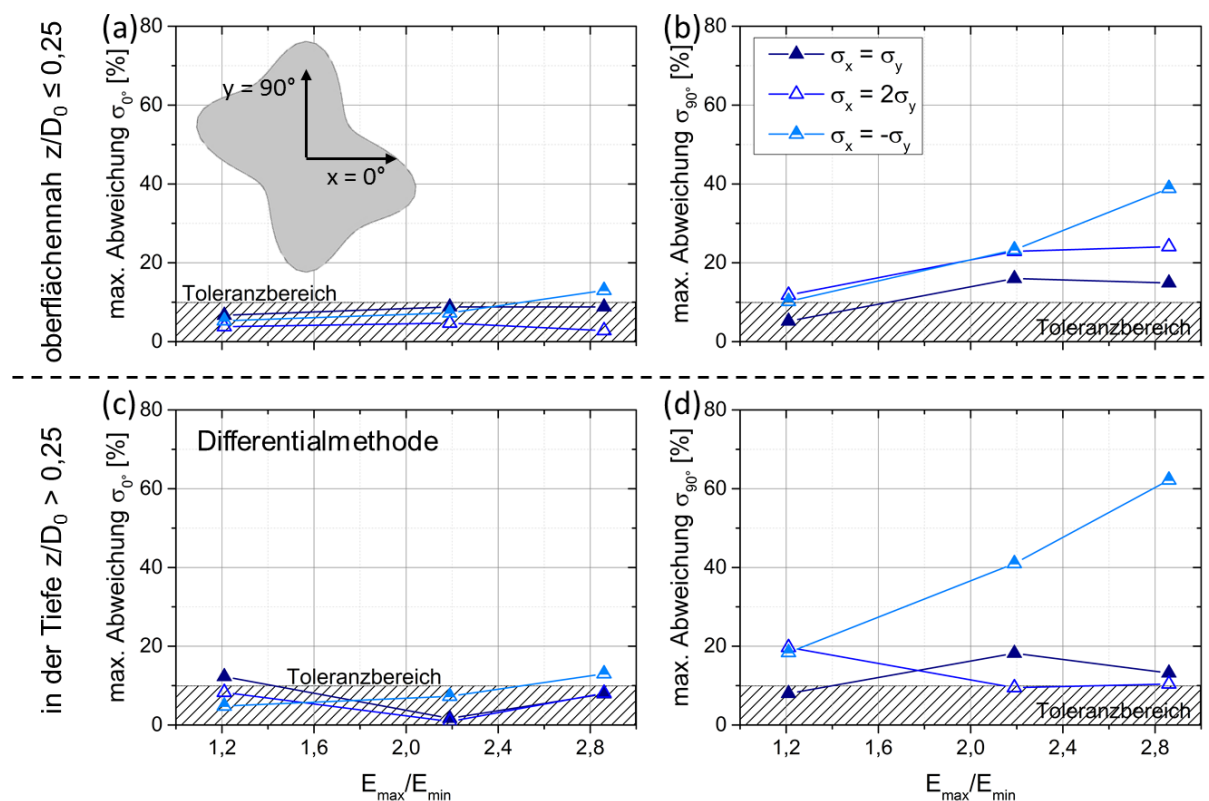 oberflächennah z/D₀ ≤ 0,25
(a)
max. Abweichung σ₀° [%]
80
60
40
20
0
y = 90°
x = 0°
Toleranzbereich
(b)
max. Abweichung σ₉₀° [%]
80
60
40
20
0
σₓ = σᵧ
σₓ = 2σᵧ
σₓ = -σᵧ
Toleranzbereich
in der Tiefe z/D₀ > 0,25
(c)
max. Abweichung σ₀° [%]
80
60
40
20
0
Differentialmethode
Toleranzbereich
1,2 1,6 2,0 2,4 2,8
Eₘₐₓ/Eₘᵢₙ
(d)
max. Abweichung σ₉₀° [%]
80
60
40
20
0
Toleranzbereich
1,2 1,6 2,0 2,4 2,8
Eₘₐₓ/Eₘᵢₙ